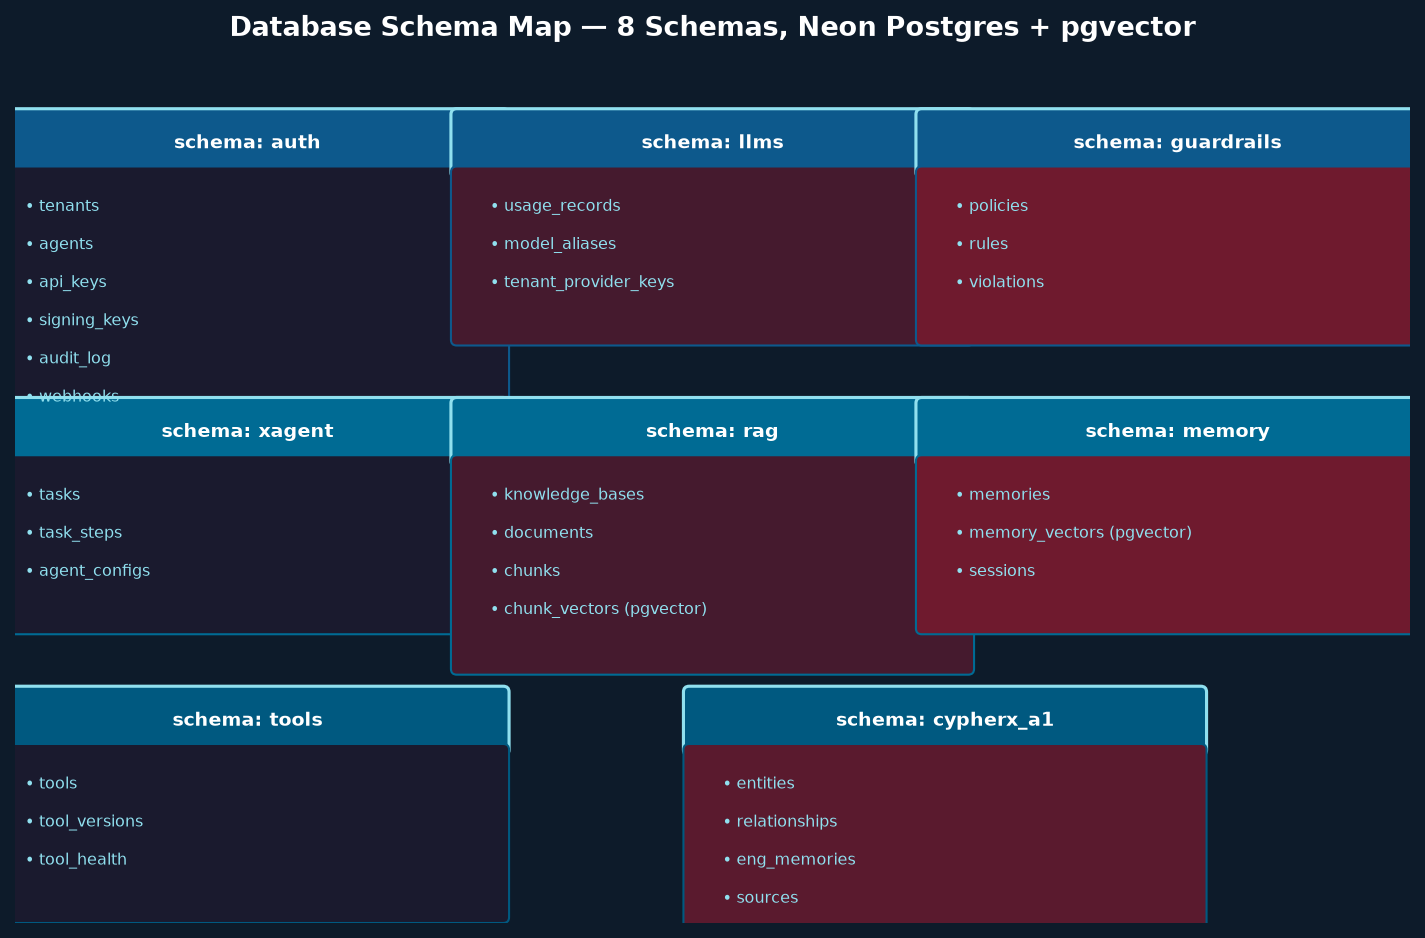 Database Schema Map — 8 Schemas, Neon Postgres + pgvector
schema: auth
• tenants
• agents
• api_keys
• signing_keys
• audit_log
• webhooks
schema: llms
• usage_records
• model_aliases
• tenant_provider_keys
schema: guardrails
• policies
• rules
• violations
schema: xagent
• tasks
• task_steps
• agent_configs
schema: rag
• knowledge_bases
• documents
• chunks
• chunk_vectors (pgvector)
schema: memory
• memories
• memory_vectors (pgvector)
• sessions
schema: tools
• tools
• tool_versions
• tool_health
schema: cypherx_a1
• entities
• relationships
• eng_memories
• sources